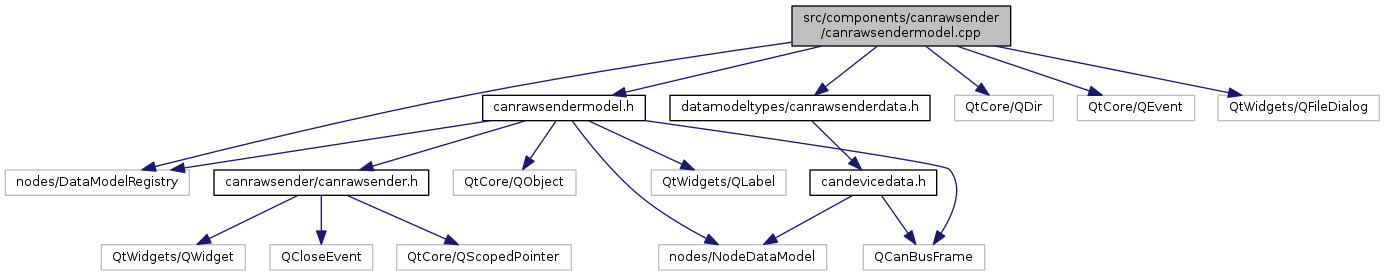 src/components/canrawsender
/canrawsendermodel.cpp
canrawsendermodel.h
datamodeltypes/canrawsenderdata.h
QtCore/QDir
QtCore/QEvent
QtWidgets/QFileDialog
nodes/DataModelRegistry
canrawsender/canrawsender.h
QtCore/QObject
QtWidgets/QLabel
candevicedata.h
QtWidgets/QWidget
QCloseEvent
QtCore/QScopedPointer
nodes/NodeDataModel
QCanBusFrame